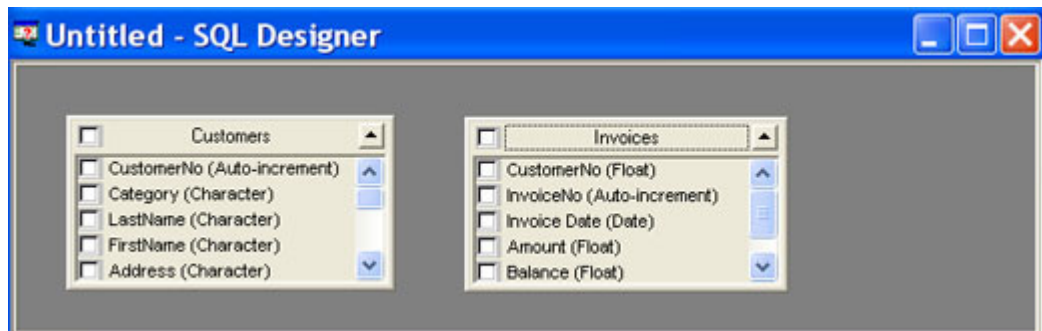 Untitled - SQL Designer
Customers
CustomerNo (Auto-increment)
Category (Character)
LastName (Character)
FirstName (Character)
Address (Character)
Invoices
CustomerNo (Float)
InvoiceNo (Auto-increment)
Invoice Date (Date)
Amount (Float)
Balance (Float)